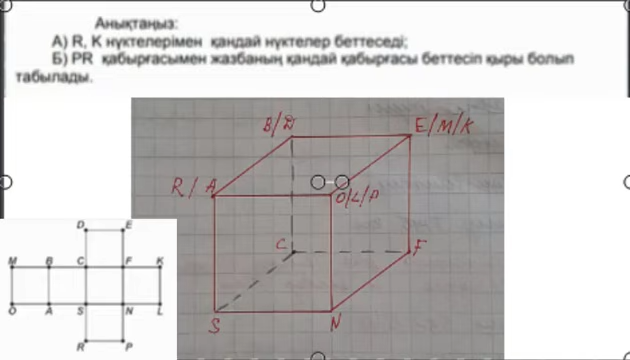 Анықтаңыз:
А) R, K нүктелерімен қандай нүктелер беттеседі;
Б) PR қабырғасымен жазбаның қандай қабырғасы беттесіп қыры болып
табылады.
B/D
E/M/K
R/A
O/L/P
C
F
S
N
D E
M B C F K
O A S N L
R P